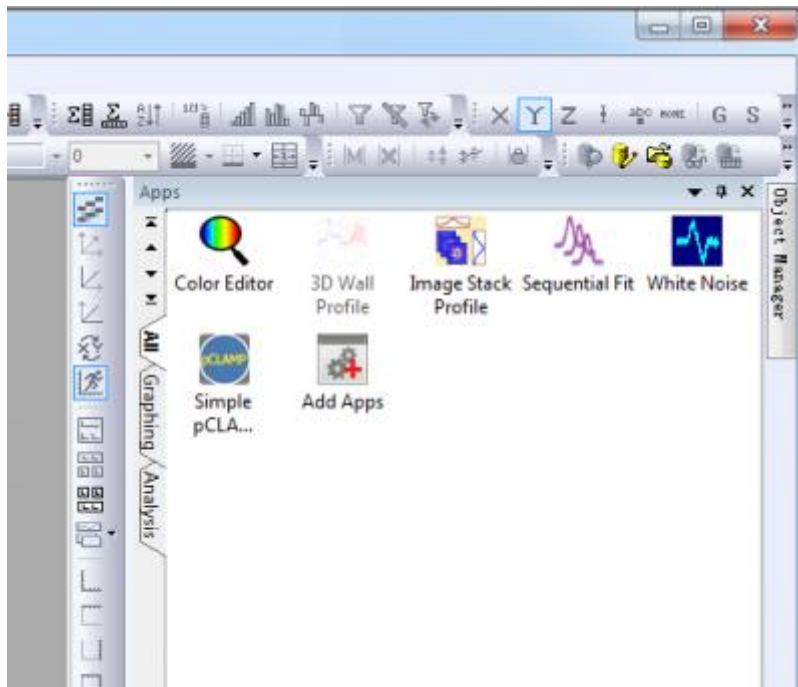 X Y Z G S
0
Apps
Object Manager
All
Graphing
Analysis
Color Editor
3D Wall
Profile
Image Stack
Profile
Sequential Fit
White Noise
pCLAMP
Simple
pCLA...
Add Apps